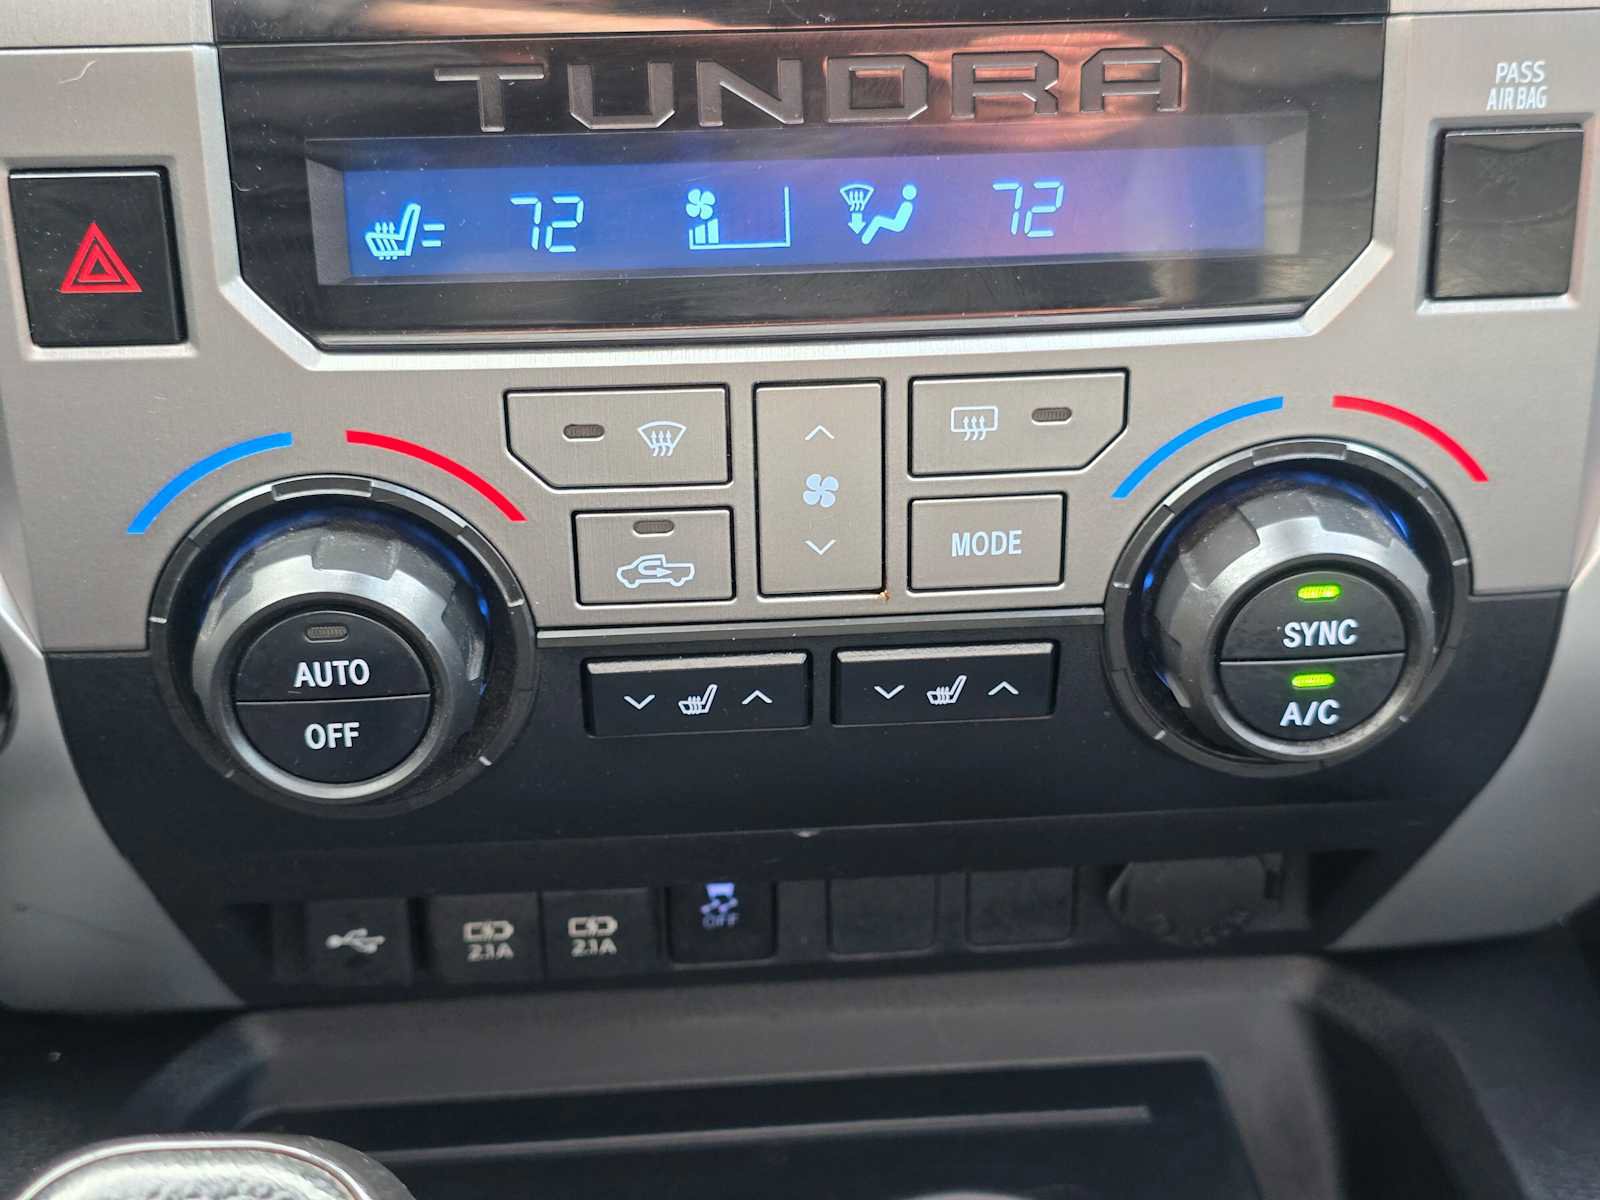 TUNDRA
PASS
AIR BAG
72
72
MODE
AUTO
OFF
SYNC
A/C
2.1A
2.1A
OFF